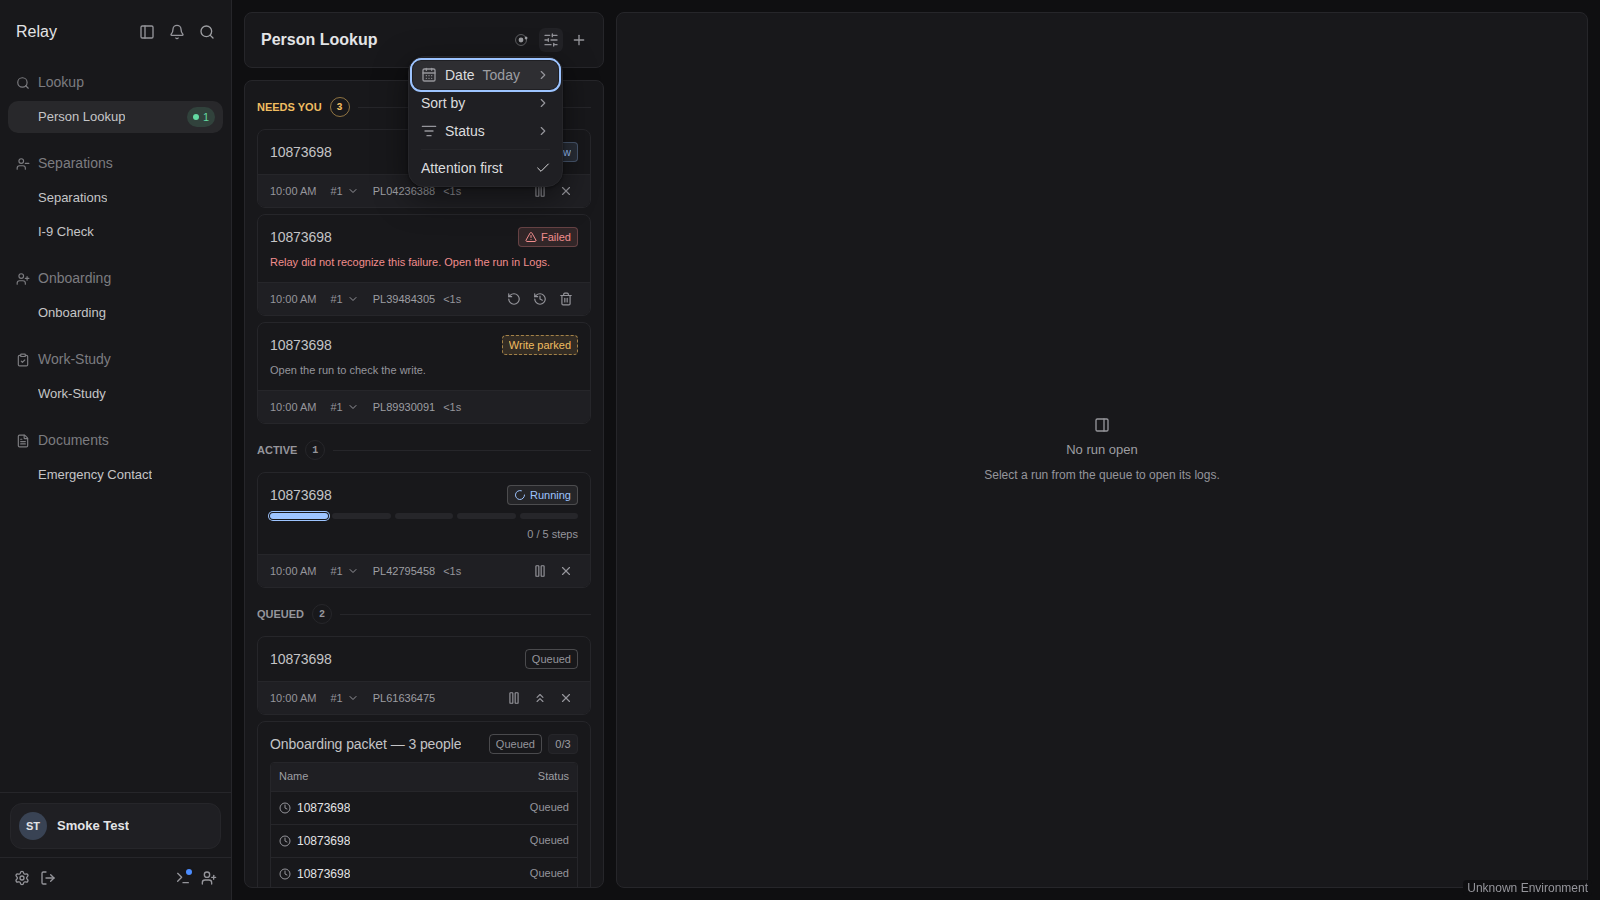 Relay
Lookup
Person Lookup
1
Separations
Separations
I-9 Check
Onboarding
Onboarding
Work-Study
Work-Study
Documents
Emergency Contact
ST
Smoke Test
Person Lookup
Date Today
Sort by
Status
Attention first
NEEDS YOU 3
10873698
w
10:00 AM #1 PL04236388 <1s
10873698 Failed
Relay did not recognize this failure. Open the run in Logs.
10:00 AM #1 PL39484305 <1s
10873698 Write parked
Open the run to check the write.
10:00 AM #1 PL89930091 <1s
ACTIVE 1
10873698 Running
0 / 5 steps
10:00 AM #1 PL42795458 <1s
QUEUED 2
10873698 Queued
10:00 AM #1 PL61636475
Onboarding packet — 3 people Queued 0/3
Name Status
10873698 Queued
10873698 Queued
10873698 Queued
No run open
Select a run from the queue to open its logs.
Unknown Environment